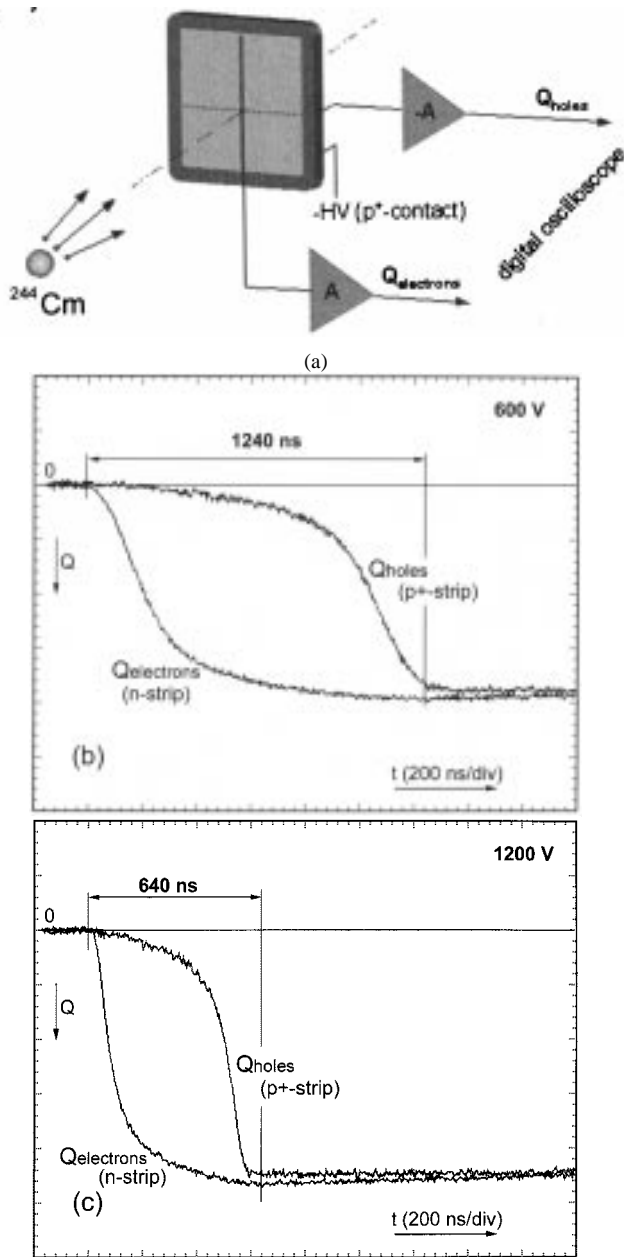 244Cm
-A
Qholes
-HV (p+-contact)
A
Qelectrons
digital oscilloscope
(a)
600 V
1240 ns
0
Q
Qholes
(p+-strip)
Qelectrons
(n-strip)
(b)
t (200 ns/div)
1200 V
640 ns
0
Q
Qholes
(p+-strip)
Qelectrons
(n-strip)
(c)
t (200 ns/div)